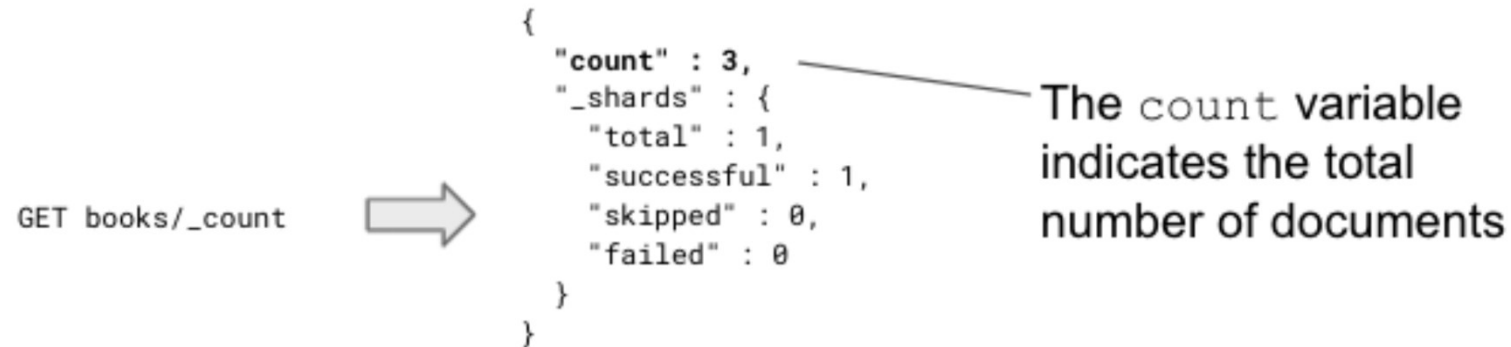 GET books/_count
{
"count" : 3,
"_shards" : {
"total" : 1,
"successful" : 1,
"skipped" : 0,
"failed" : 0
}
}
The count variable
indicates the total
number of documents